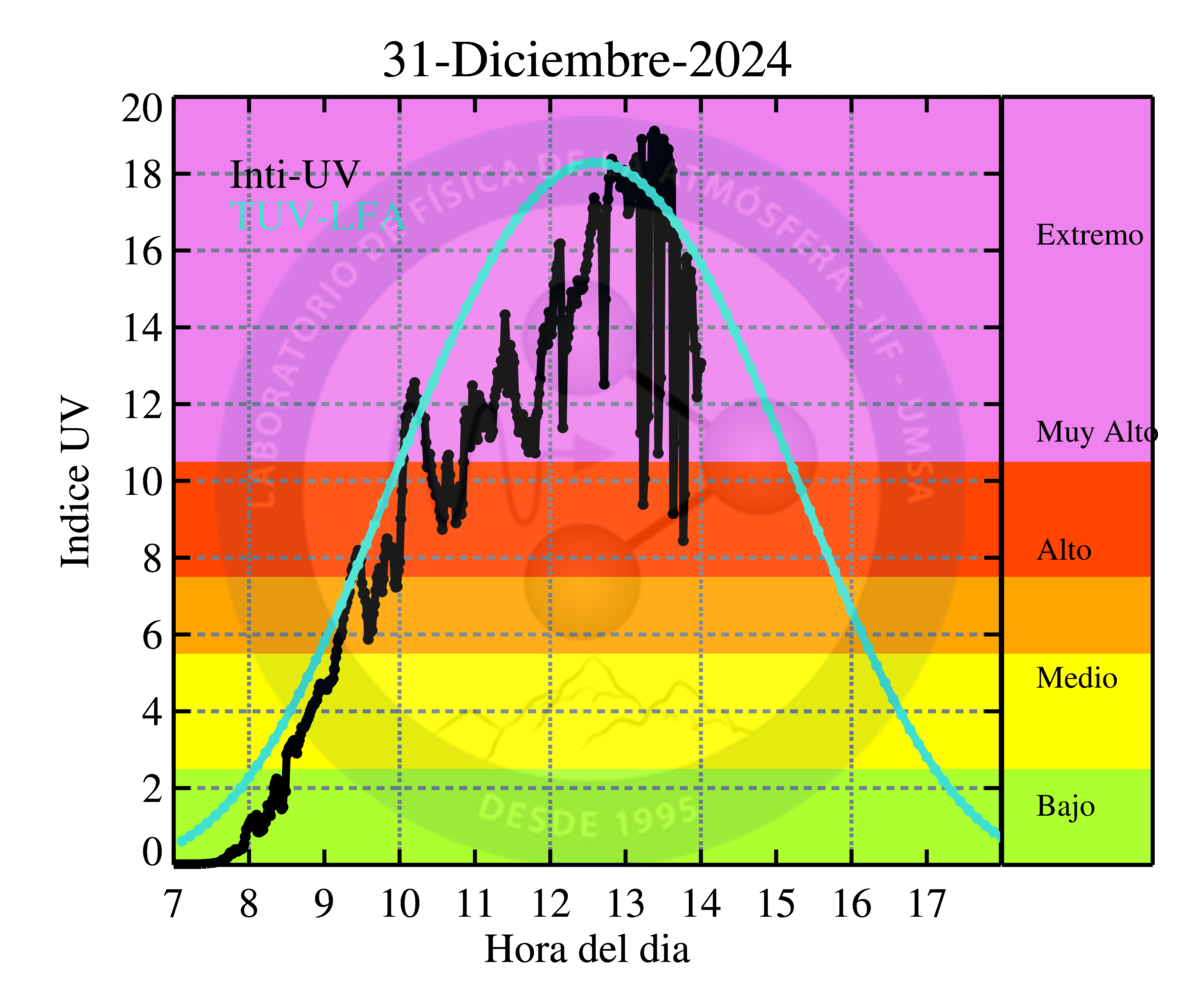 31-Diciembre-2024
20
18
16
14
12
10
8
6
4
2
0
Indice UV
Inti-UV
TUV-LFA
LABORATORIO DE FÍSICA DE LA ATMÓSFERA - IIF - UMSA
DESDE 1995
Extremo
Muy Alto
Alto
Medio
Bajo
7 8 9 10 11 12 13 14 15 16 17
Hora del dia